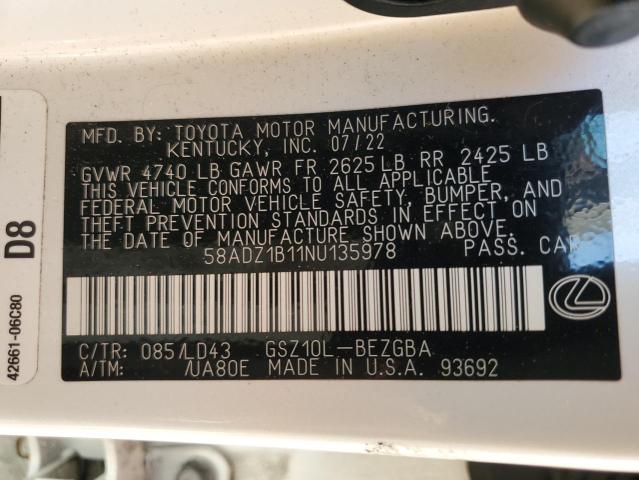 MFD. BY: TOYOTA MOTOR MANUFACTURING.
KENTUCKY, INC. 07/22
GVWR 4740 LB GAWR FR 2625 LB RR 2425 LB
THIS VEHICLE CONFORMS TO ALL APPLICABLE
FEDERAL MOTOR VEHICLE SAFETY, BUMPER, AND
THEFT PREVENTION STANDARDS IN EFFECT ON
THE DATE OF MANUFACTURE SHOWN ABOVE.
58ADZ1B11NU135978 PASS. CAR
C/TR: 085/LD43 GSZ10L-BEZGBA
A/TM: /UA80E MADE IN U.S.A. 93692
42661-06C80 D8